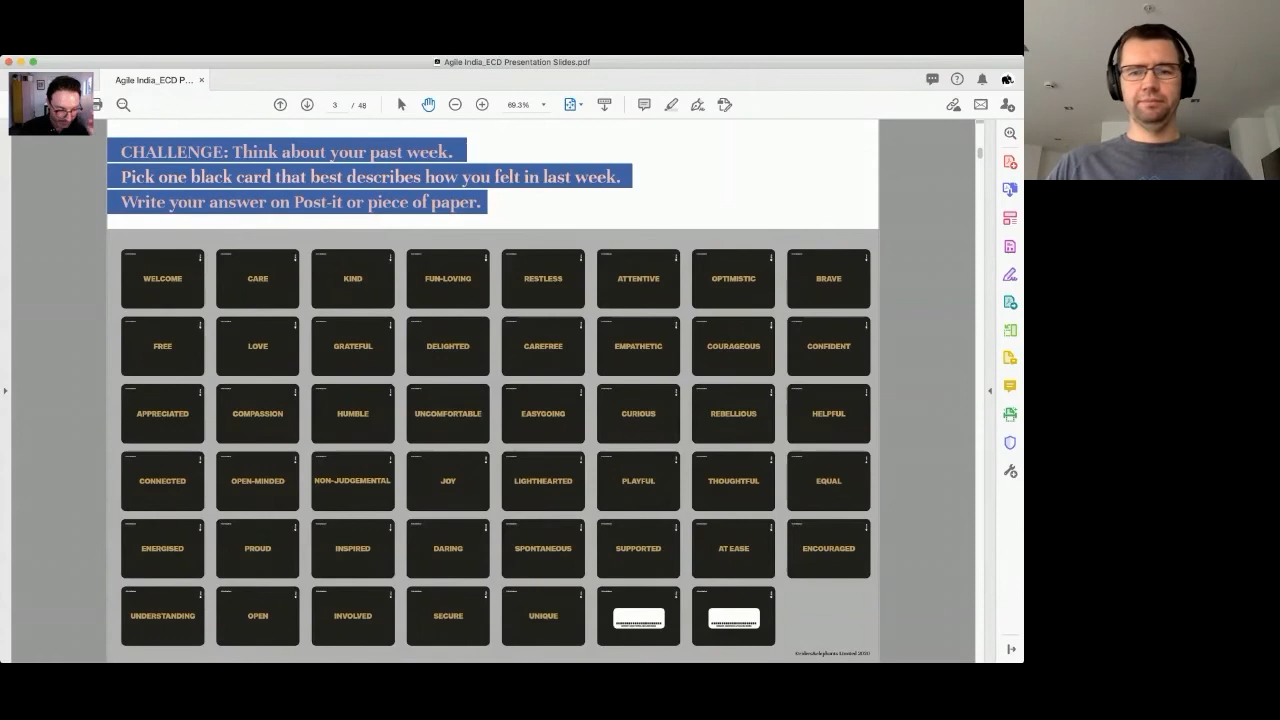 Agile India_ECD Presentation Slides.pdf
Agile India_ECD P... ×
3 / 48
69.3%
CHALLENGE: Think about your past week.
Pick one black card that best describes how you felt in last week.
Write your answer on Post-it or piece of paper.
WELCOME CARE KIND FUN-LOVING RESTLESS ATTENTIVE OPTIMISTIC BRAVE
FREE LOVE GRATEFUL DELIGHTED CAREFREE EMPATHETIC COURAGEOUS CONFIDENT
APPRECIATED COMPASSION HUMBLE UNCOMFORTABLE EASYGOING CURIOUS REBELLIOUS HELPFUL
CONNECTED OPEN-MINDED NON-JUDGEMENTAL JOY LIGHTHEARTED PLAYFUL THOUGHTFUL EQUAL
ENERGISED PROUD INSPIRED DARING SPONTANEOUS SUPPORTED AT EASE ENCOURAGED
UNDERSTANDING OPEN INVOLVED SECURE UNIQUE